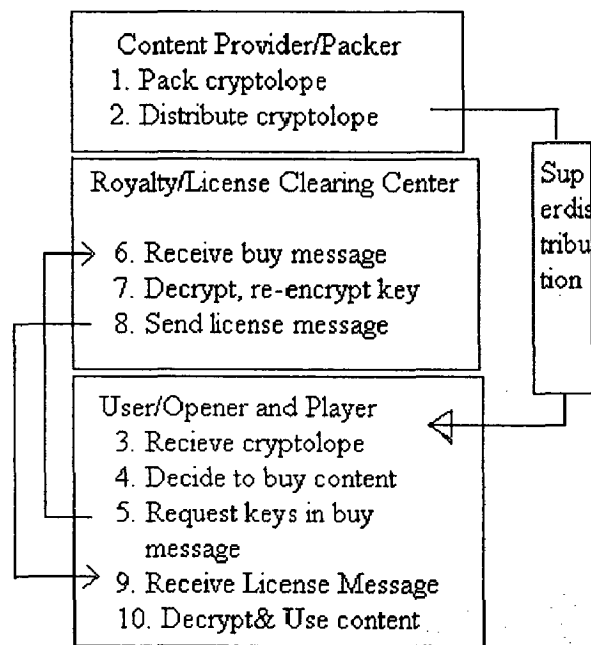 Content Provider/Packer
1. Pack cryptolope
2. Distribute cryptolope
Royalty/License Clearing Center
6. Receive buy message
7. Decrypt, re-encrypt key
8. Send license message
User/Opener and Player
3. Recieve cryptolope
4. Decide to buy content
5. Request keys in buy
message
9. Receive License Message
10. Decrypt& Use content
Sup
erdis
tribu
tion